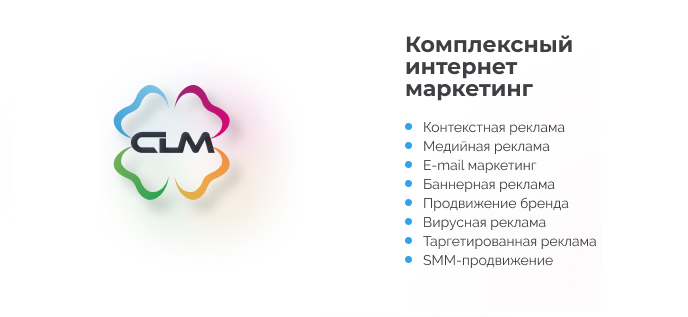 CLM
Комплексный
интернет
маркетинг
Контекстная реклама
Медийная реклама
E-mail маркетинг
Баннерная реклама
Продвижение бренда
Вирусная реклама
Таргетированная реклама
SMM-продвижение